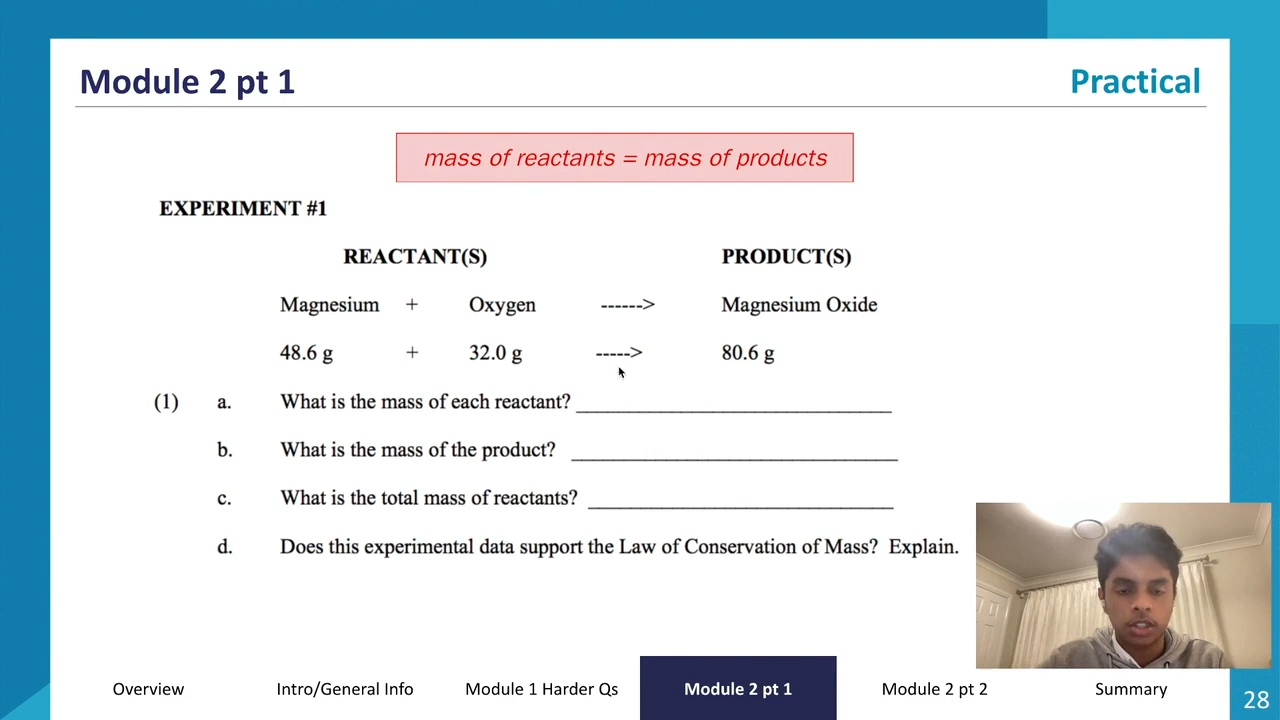 Module 2 pt 1
Practical
mass of reactants = mass of products
EXPERIMENT #1
REACTANT(S) PRODUCT(S)
Magnesium + Oxygen ------> Magnesium Oxide
48.6 g + 32.0 g -----> 80.6 g
(1) a. What is the mass of each reactant? ______________________________
b. What is the mass of the product? _______________________________
c. What is the total mass of reactants? _____________________________
d. Does this experimental data support the Law of Conservation of Mass? Explain.
Overview Intro/General Info Module 1 Harder Qs Module 2 pt 1 Module 2 pt 2 Summary
28